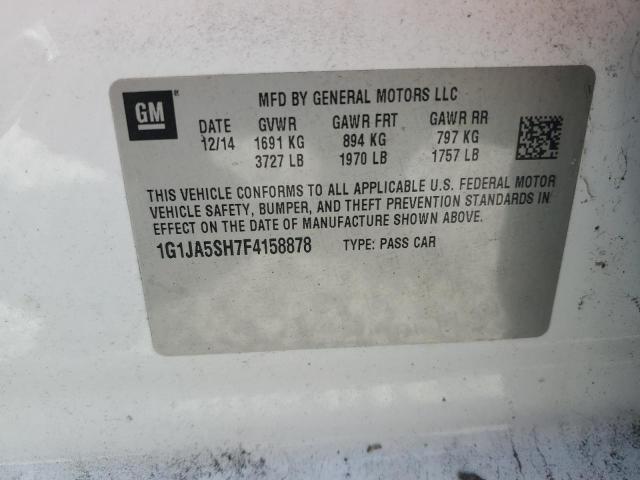 GM
MFD BY GENERAL MOTORS LLC
DATE GVWR GAWR FRT GAWR RR
12/14 1691 KG 894 KG 797 KG
3727 LB 1970 LB 1757 LB
THIS VEHICLE CONFORMS TO ALL APPLICABLE U.S. FEDERAL MOTOR
VEHICLE SAFETY, BUMPER, AND THEFT PREVENTION STANDARDS IN
EFFECT ON THE DATE OF MANUFACTURE SHOWN ABOVE.
1G1JA5SH7F4158878 TYPE: PASS CAR